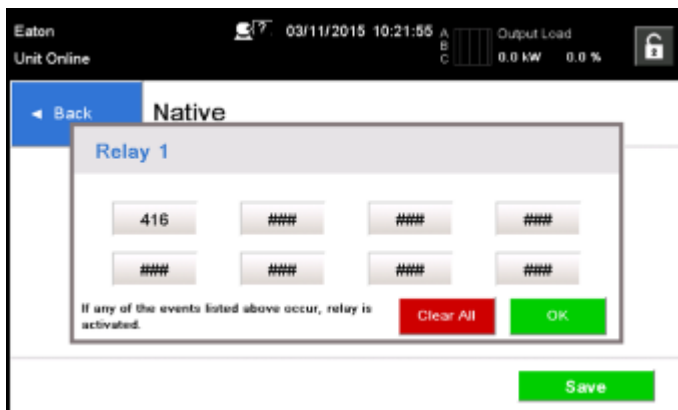 Eaton
Unit Online
? 03/11/2015 10:21:55
A
B
C
Output Load
0.0 kW 0.0 %
2
◄ Back
Native
Relay 1
416 ### ### ###
### ### ### ###
If any of the events listed above occur, relay is
activated.
Clear All
OK
Save